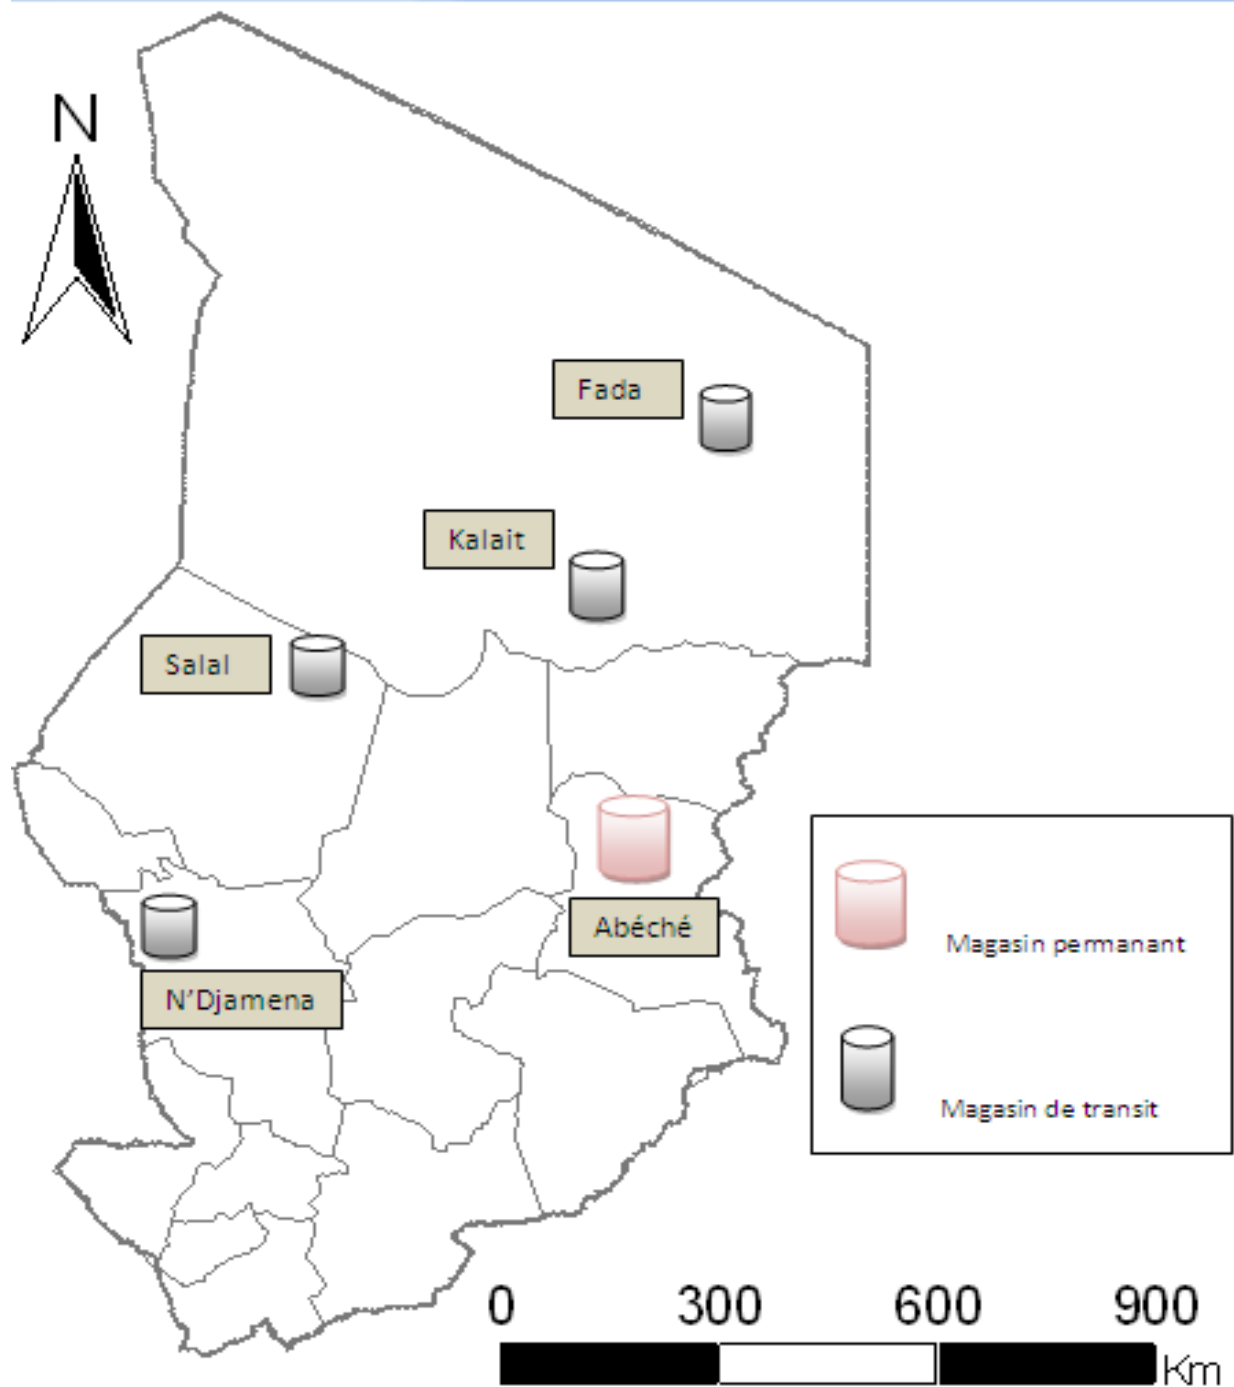 N
Fada
Kalait
Salal
Abéché
N'Djamena
Magasin permanant
Magasin de transit
0 300 600 900
Km